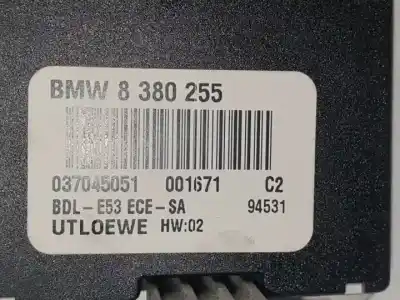 BMW 8 380 255
037045051 001671 C2
BDL-E53 ECE-SA 94531
UTLOEWE HW:02